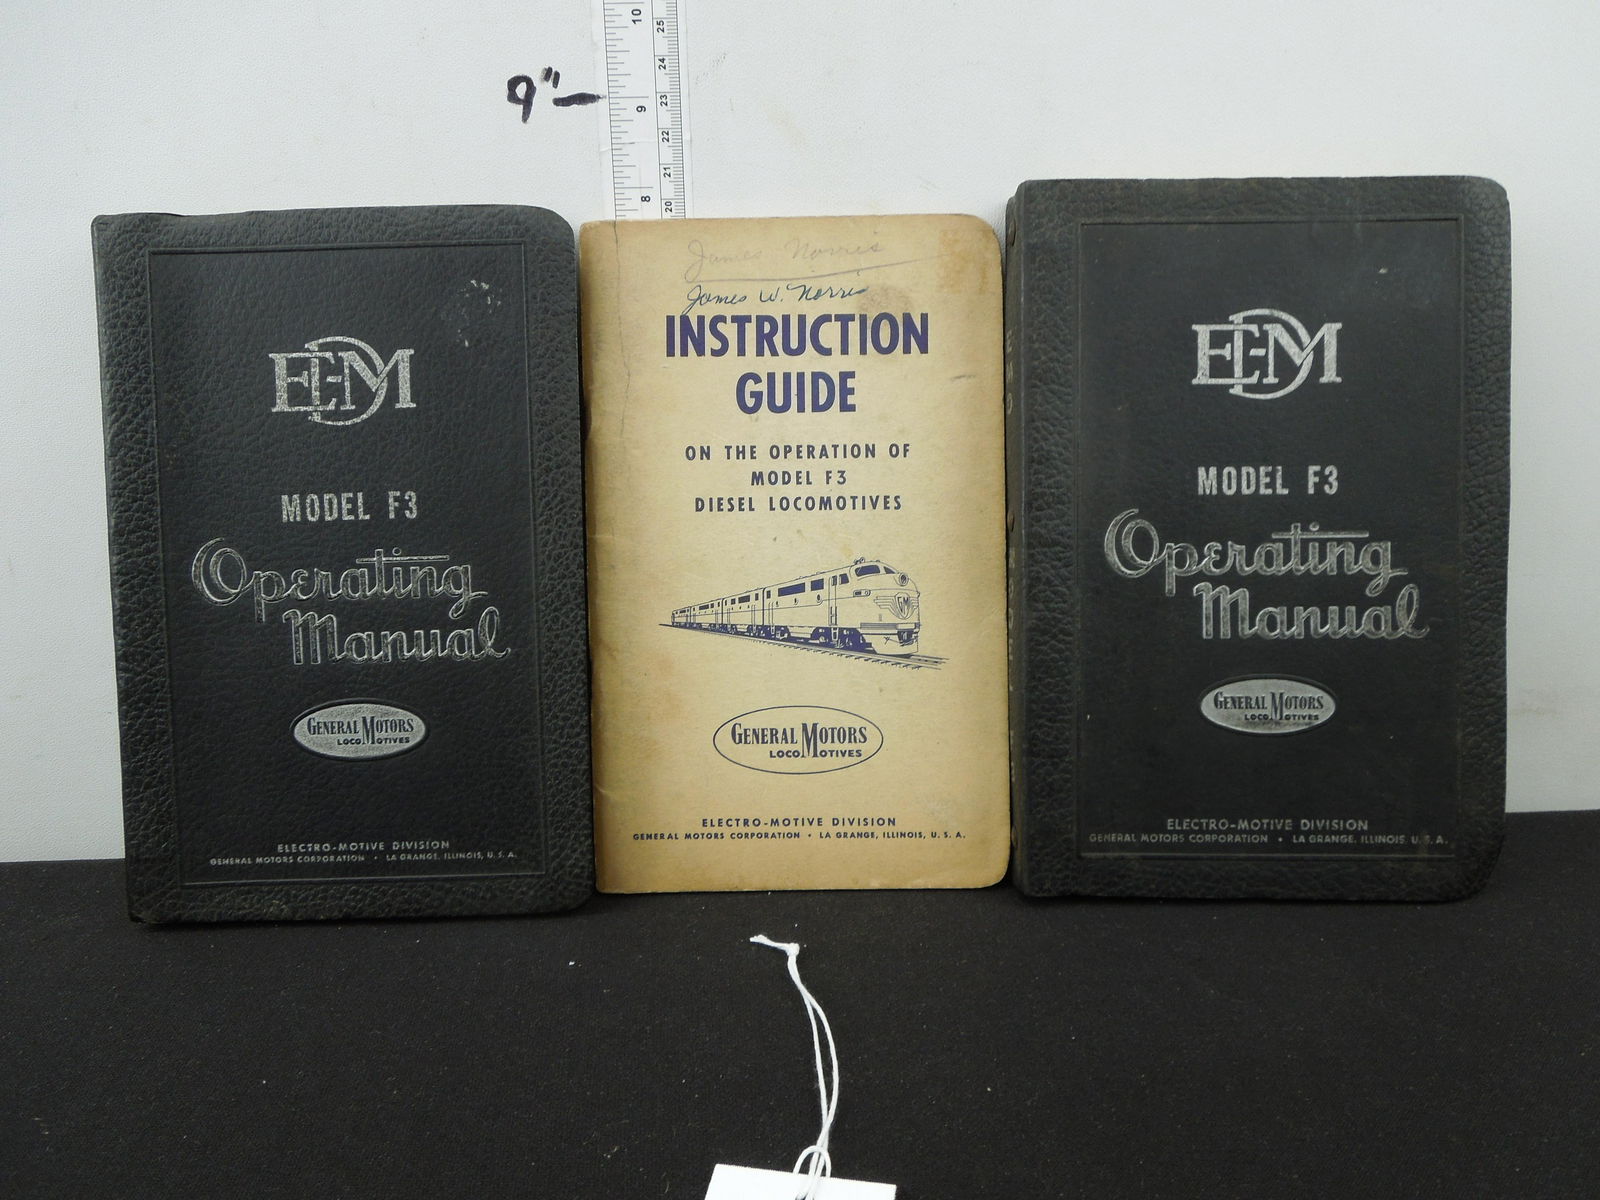 10
25
24
9"—
9
23
22
21
8
20
EMD
MODEL F3
Operating
Manual
GENERAL MOTORS
LOCOMOTIVES
ELECTRO-MOTIVE DIVISION
GENERAL MOTORS CORPORATION • LA GRANGE, ILLINOIS, U. S. A.
James Norris
James W. Norris
INSTRUCTION
GUIDE
ON THE OPERATION OF
MODEL F3
DIESEL LOCOMOTIVES
GM
GENERAL MOTORS
LOCOMOTIVES
ELECTRO-MOTIVE DIVISION
GENERAL MOTORS CORPORATION • LA GRANGE, ILLINOIS, U. S. A.
EMD
MODEL F3
Operating
Manual
GENERAL MOTORS
LOCOMOTIVES
ELECTRO-MOTIVE DIVISION
GENERAL MOTORS CORPORATION • LA GRANGE, ILLINOIS, U. S. A.